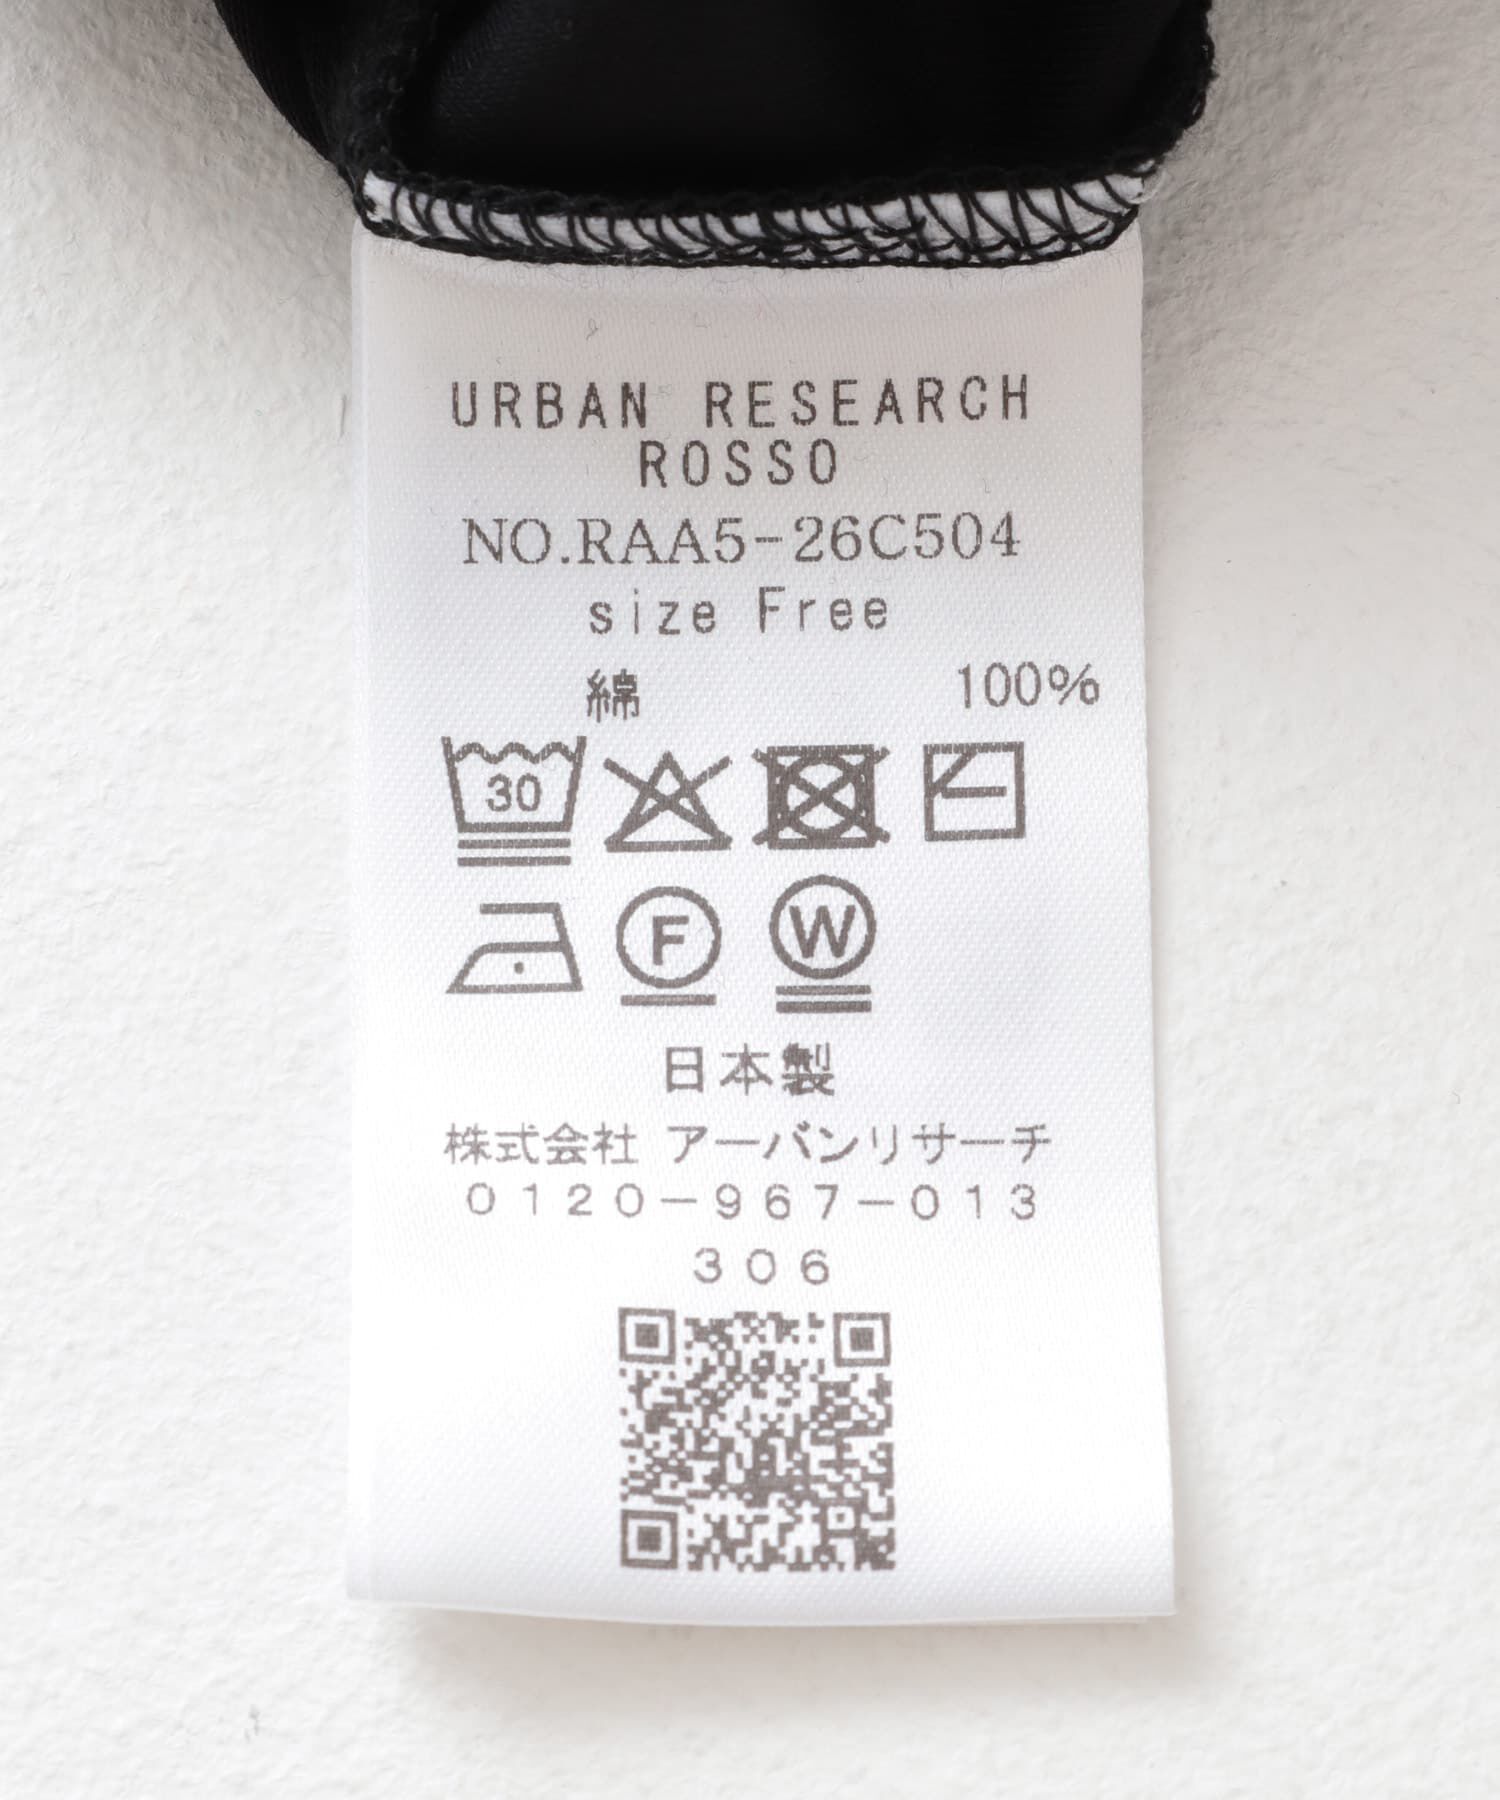 URBAN RESEARCH
ROSSO
NO.RAA5-26C504
size Free
綿 100%
30
F W
日本製
株式会社 アーバンリサーチ
0120-967-013
306